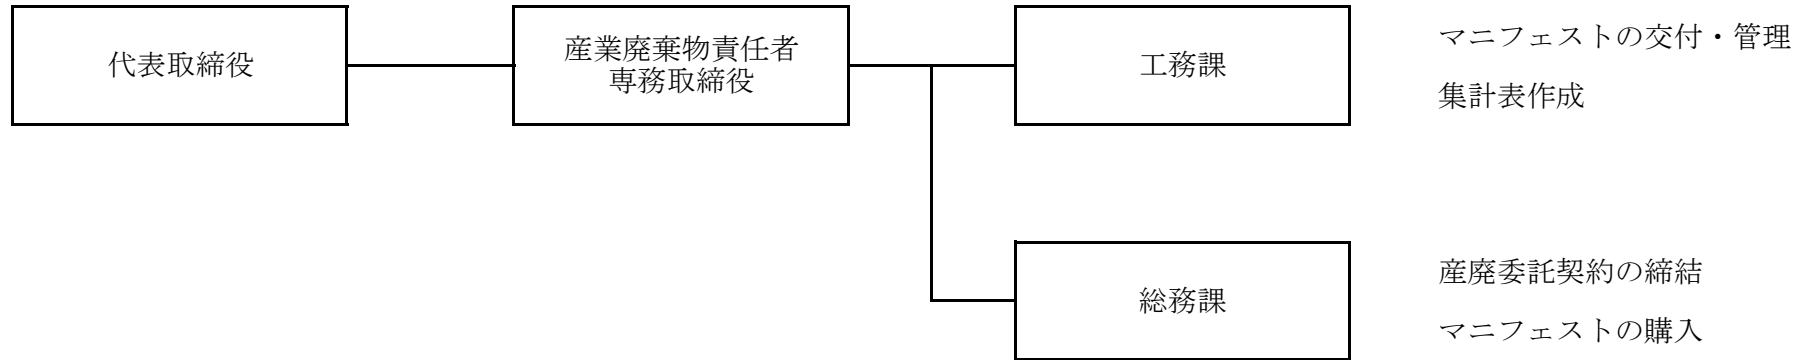 代表取締役
産業廃棄物責任者
専務取締役
工務課
マニフェストの交付・管理
集計表作成
総務課
産廃委託契約の締結
マニフェストの購入